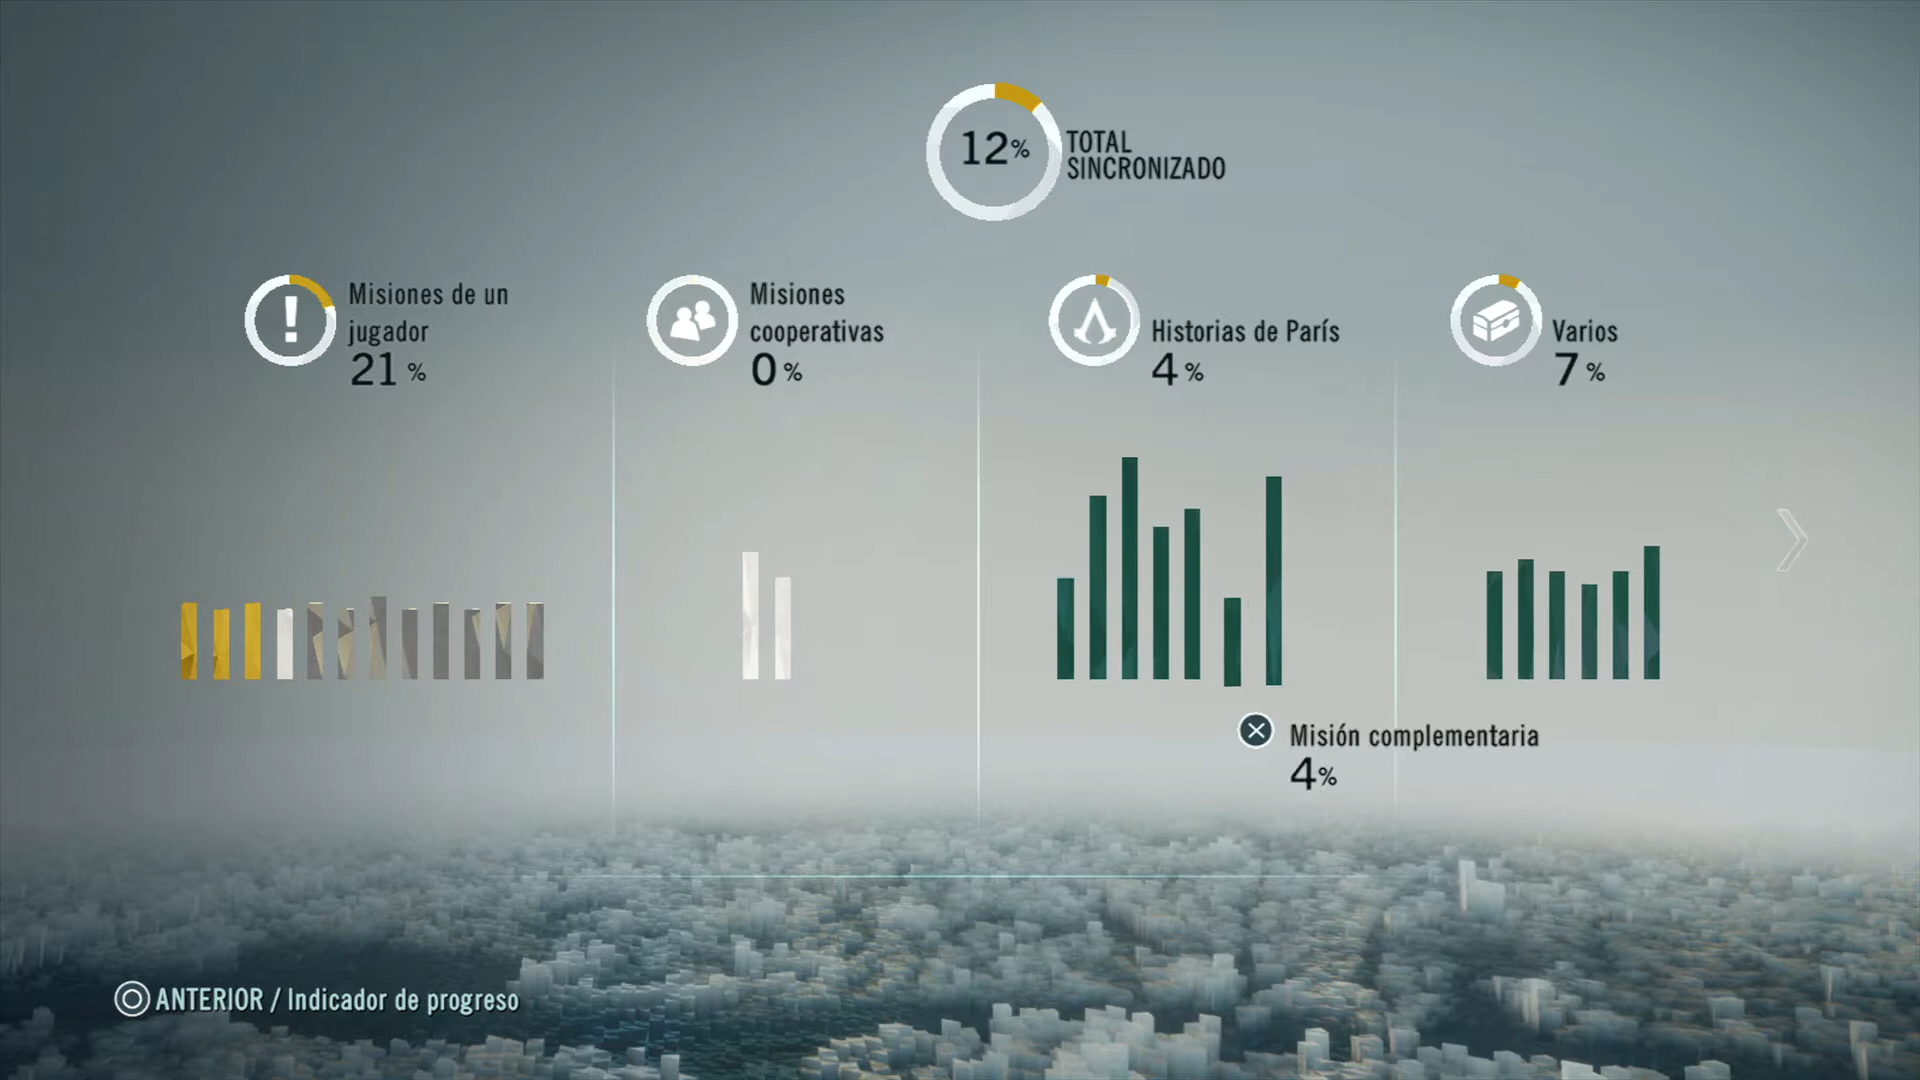 12%
TOTAL
SINCRONIZADO
Misiones de un
jugador
21 %
Misiones
cooperativas
0 %
Historias de París
4 %
Varios
7 %
Misión complementaria
4%
ANTERIOR / Indicador de progreso